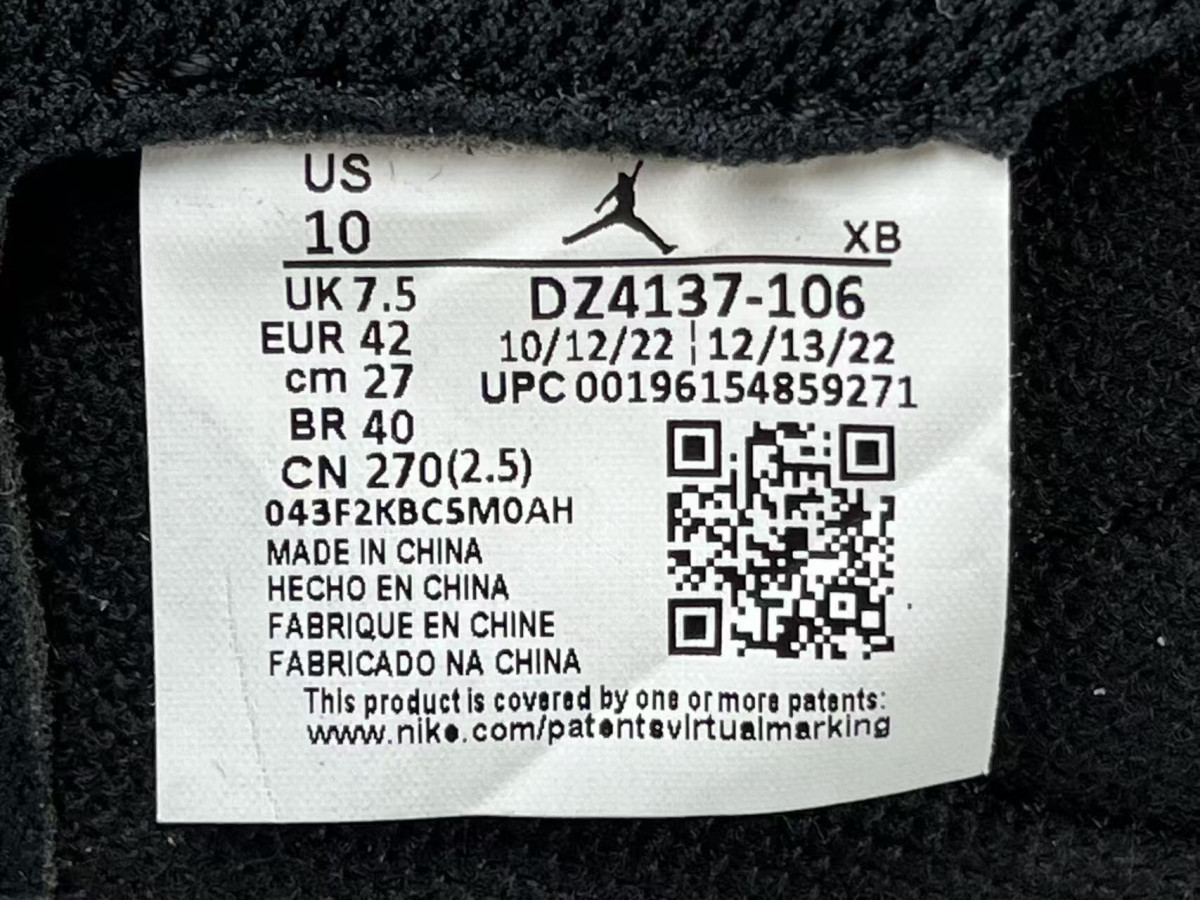 US
10
XB
UK 7.5
DZ4137-106
EUR 42
10/12/22 | 12/13/22
cm 27
UPC 00196154859271
BR 40
CN 270(2.5)
043F2KBC5M0AH
MADE IN CHINA
HECHO EN CHINA
FABRIQUE EN CHINE
FABRICADO NA CHINA
This product is covered by one or more patents:
www.nike.com/patentsvirtualmarking